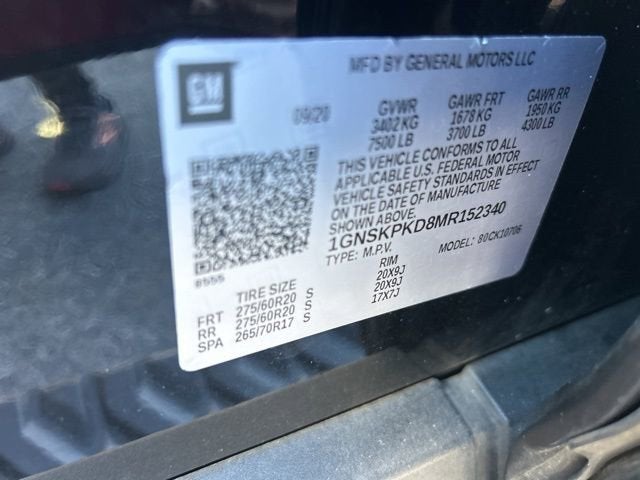 MFD BY GENERAL MOTORS LLC
GM
09/20
GVWR GAWR FRT GAWR RR
3402 KG 1678 KG 1950 KG
7500 LB 3700 LB 4300 LB
THIS VEHICLE CONFORMS TO ALL
APPLICABLE U.S. FEDERAL MOTOR
VEHICLE SAFETY STANDARDS IN EFFECT
ON THE DATE OF MANUFACTURE
SHOWN ABOVE.
1GNSKPKD8MR152340
TYPE: M.P.V. MODEL: 80CK10706
8555
TIRE SIZE RIM
FRT 275/60R20 S 20X9J
RR 275/60R20 S 20X9J
SPA 265/70R17 S 17X7J